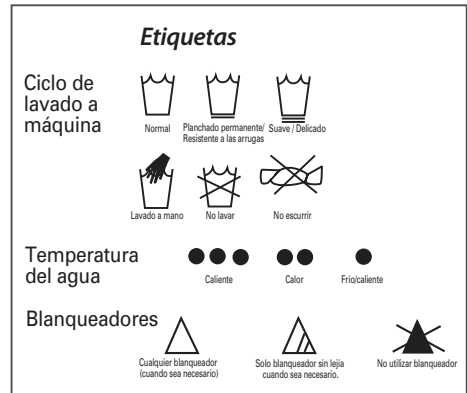 Etiquetas
Ciclo de
lavado a
máquina
Normal
Planchado permanente/
Resistente a las arrugas
Suave / Delicado
Lavado a mano
No lavar
No escurrir
Temperatura
del agua
Caliente
Calor
Frío/caliente
Blanqueadores
Cualquier blanqueador
(cuando sea necesario)
Solo blanqueador sin lejía
cuando sea necesario.
No utilizar blanqueador